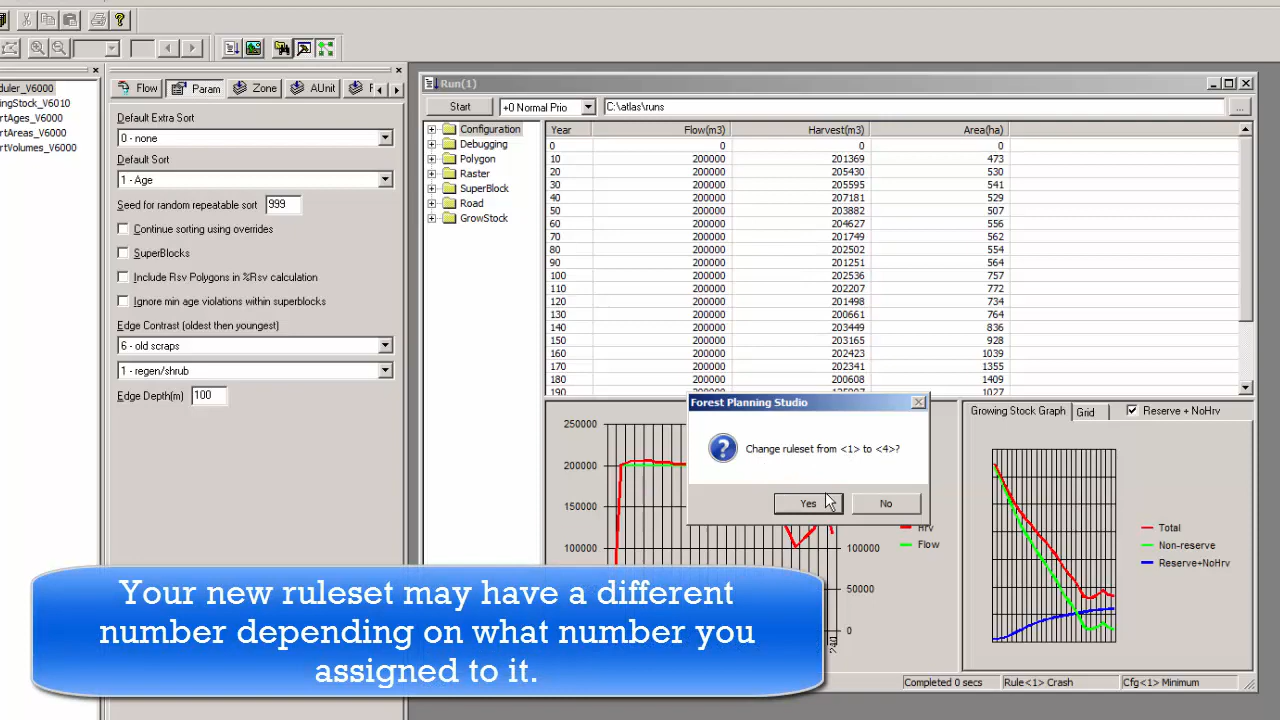 duler_V6000
ingStock_V6010
ortAges_V6000
ortAreas_V6000
ortVolumes_V6000
Flow
Param
Zone
AUnit
Default Extra Sort
0 - none
Default Sort
1 - Age
Seed for random repeatable sort 999
Continue sorting using overrides
SuperBlocks
Include Rsv Polygons in %Rsv calculation
Ignore min age violations within superblocks
Edge Contrast (oldest then youngest)
6 - old scraps
1 - regen/shrub
Edge Depth(m) 100
Run(1)
Start +0 Normal Prio C:\atlas\runs ...
Configuration
Debugging
Polygon
Raster
SuperBlock
Road
GrowStock
Year Flow(m3) Harvest(m3) Area(ha)
0 0 0 0
10 200000 201369 473
20 200000 205430 530
30 200000 205595 541
40 200000 207181 529
50 200000 203882 507
60 200000 204627 556
70 200000 201749 562
80 200000 202502 554
90 200000 201251 564
100 200000 202536 757
110 200000 202207 772
120 200000 201498 734
130 200000 200661 764
140 200000 203449 836
150 200000 203165 928
160 200000 202423 1039
170 200000 202341 1355
180 200000 200608 1409
190 200000 1027
Forest Planning Studio
Change ruleset from <1> to <4>?
Yes
No
250000
200000
150000
100000
100000
50000
0
240
Hrv
Flow
Growing Stock Graph
Grid
Reserve + NoHrv
Total
Non-reserve
Reserve+NoHrv
Your new ruleset may have a different
number depending on what number you
assigned to it.
Completed 0 secs
Rule<1> Crash
Cfg<1> Minimum